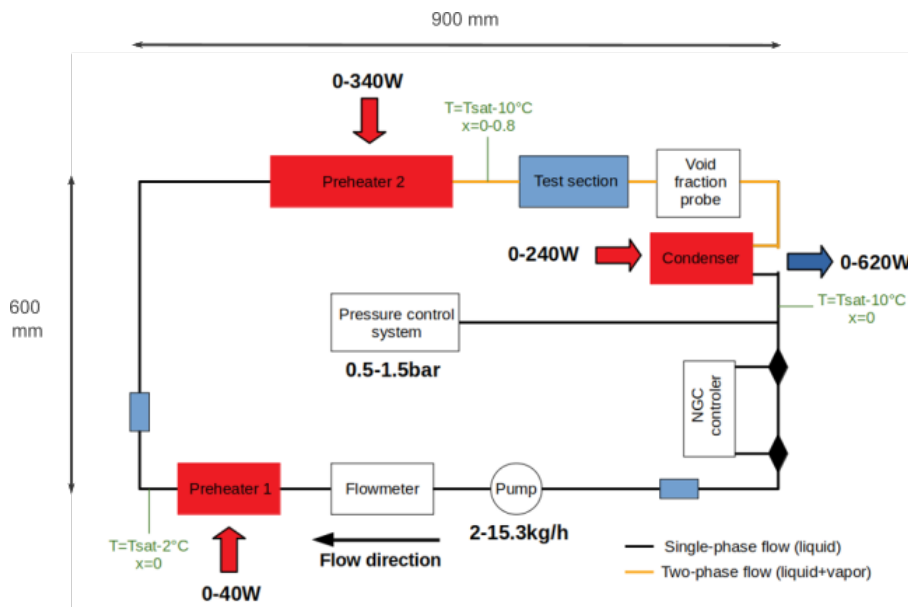 900 mm
0-340W
T=Tsat-10°C
x=0-0.8
Preheater 2
Test section
Void
fraction
probe
0-240W
Condenser
0-620W
600
mm
Pressure control
system
0.5-1.5bar
T=Tsat-10°C
x=0
NGC
controler
Preheater 1
Flowmeter
Pump
T=Tsat-2°C
x=0
2-15.3kg/h
Flow direction
0-40W
Single-phase flow (liquid)
Two-phase flow (liquid+vapor)